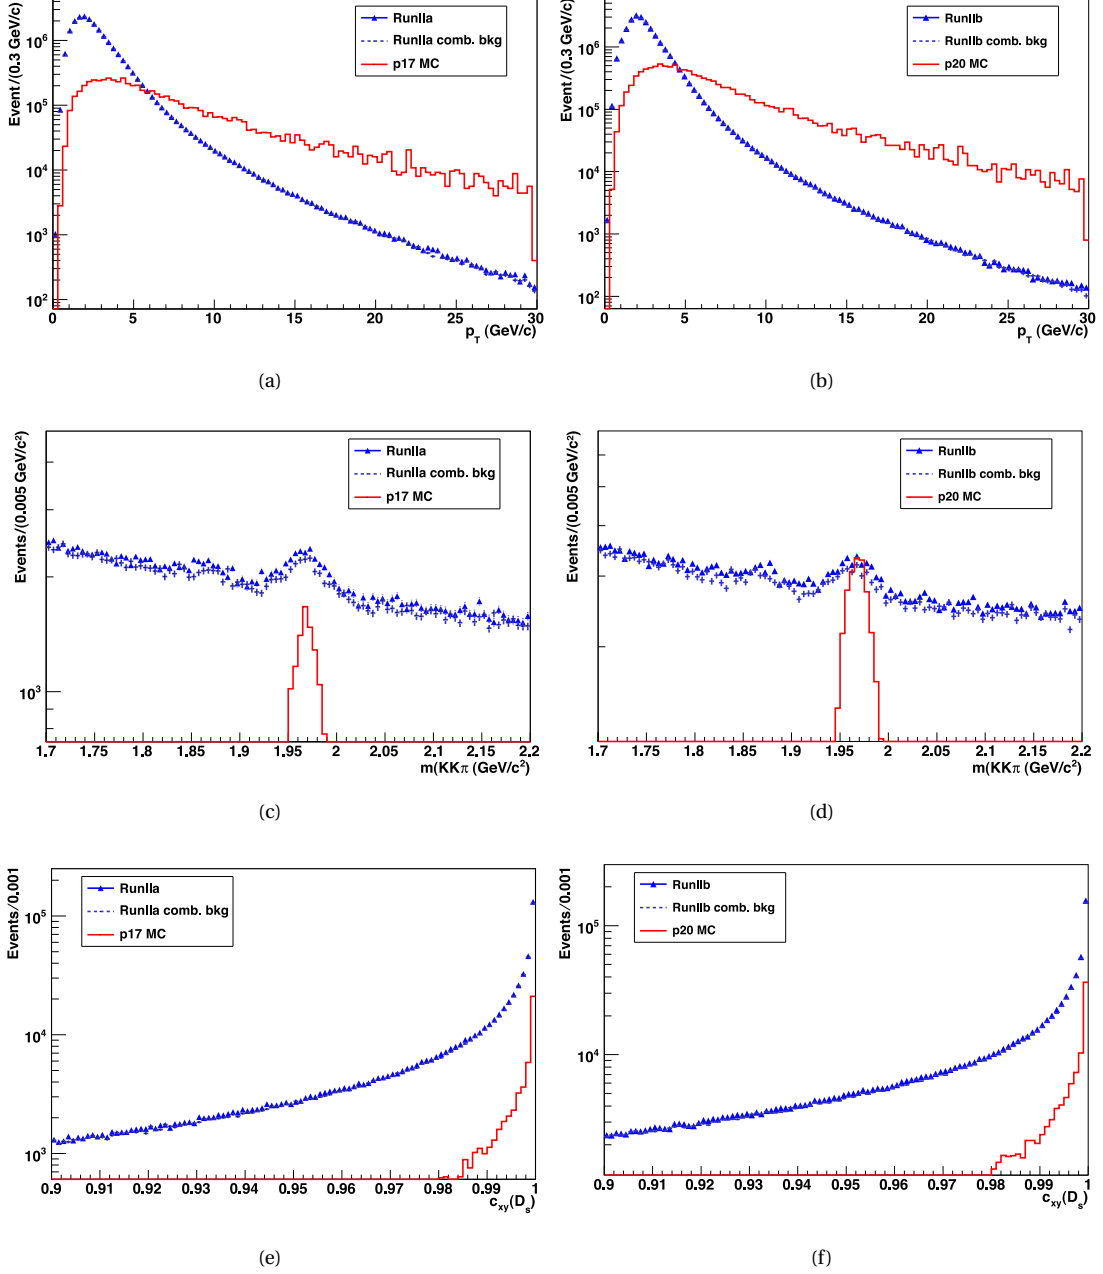 Event/(0.3 GeV/c)
10^6
10^5
10^4
10^3
10^2
RunIIa
RunIIa comb. bkg
p17 MC
0 5 10 15 20 25 30
p_T (GeV/c)
(a)
Event/(0.3 GeV/c)
10^6
10^5
10^4
10^3
10^2
RunIIb
RunIIb comb. bkg
p20 MC
0 5 10 15 20 25 30
p_T (GeV/c)
(b)
Events/(0.005 GeV/c^2)
10^3
RunIIa
RunIIa comb. bkg
p17 MC
1.7 1.75 1.8 1.85 1.9 1.95 2 2.05 2.1 2.15 2.2
m(KKπ (GeV/c^2)
(c)
Events/(0.005 GeV/c^2)
RunIIb
RunIIb comb. bkg
p20 MC
1.7 1.75 1.8 1.85 1.9 1.95 2 2.05 2.1 2.15 2.2
m(KKπ (GeV/c^2)
(d)
Events/0.001
10^5
10^4
10^3
RunIIa
RunIIa comb. bkg
p17 MC
0.9 0.91 0.92 0.93 0.94 0.95 0.96 0.97 0.98 0.99 1
c_xy(D_s)
(e)
Events/0.001
10^5
10^4
RunIIb
RunIIb comb. bkg
p20 MC
0.9 0.91 0.92 0.93 0.94 0.95 0.96 0.97 0.98 0.99 1
c_xy(D_s)
(f)